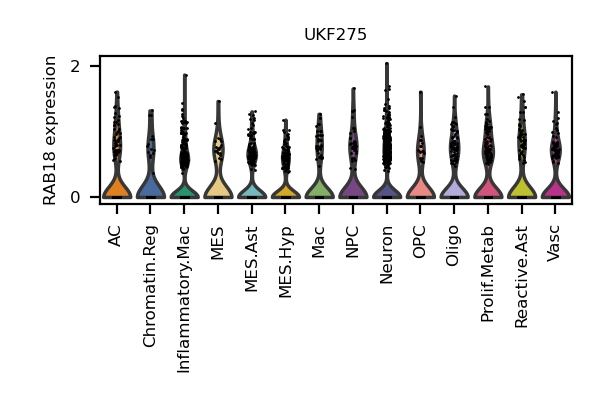 UKF275
RAB18 expression
2
0
AC
Chromatin.Reg
Inflammatory.Mac
MES
MES.Ast
MES.Hyp
Mac
NPC
Neuron
OPC
Oligo
Prolif.Metab
Reactive.Ast
Vasc